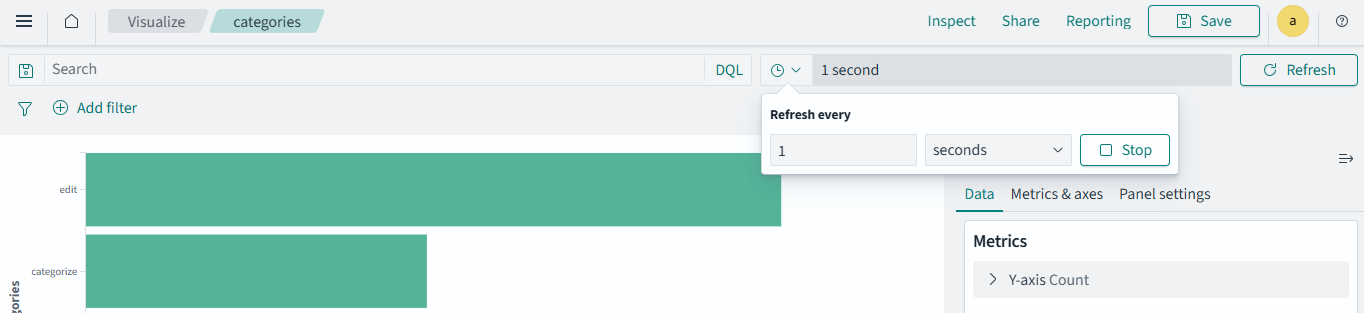 Visualize categories Inspect Share Reporting Save a
Search DQL 1 second Refresh
Add filter
Refresh every
1 seconds Stop
Data Metrics & axes Panel settings
edit
Metrics
categorize
Y-axis Count